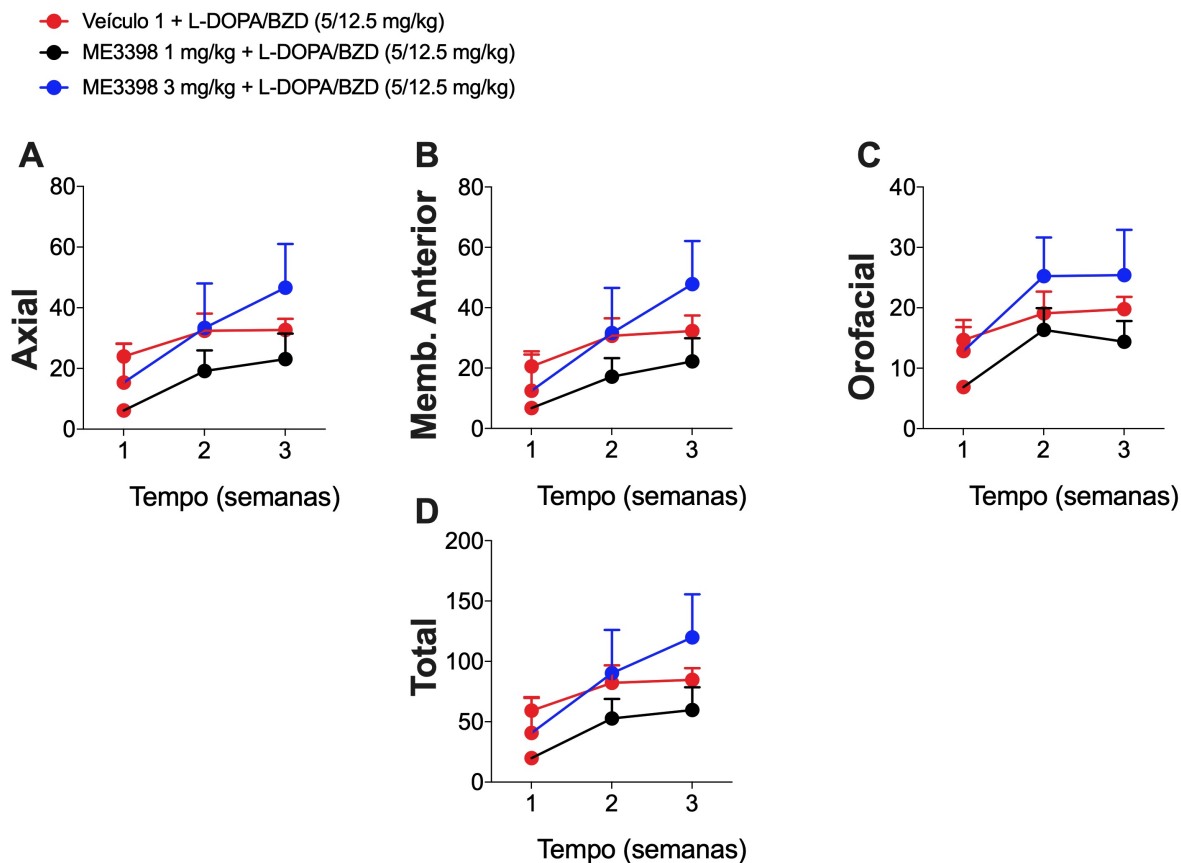 Veículo 1 + L-DOPA/BZD (5/12.5 mg/kg)
ME3398 1 mg/kg + L-DOPA/BZD (5/12.5 mg/kg)
ME3398 3 mg/kg + L-DOPA/BZD (5/12.5 mg/kg)
A
Axial
80
60
40
20
0
1 2 3
Tempo (semanas)
B
Memb. Anterior
80
60
40
20
0
1 2 3
Tempo (semanas)
C
Orofacial
40
30
20
10
0
1 2 3
Tempo (semanas)
D
Total
200
150
100
50
0
1 2 3
Tempo (semanas)